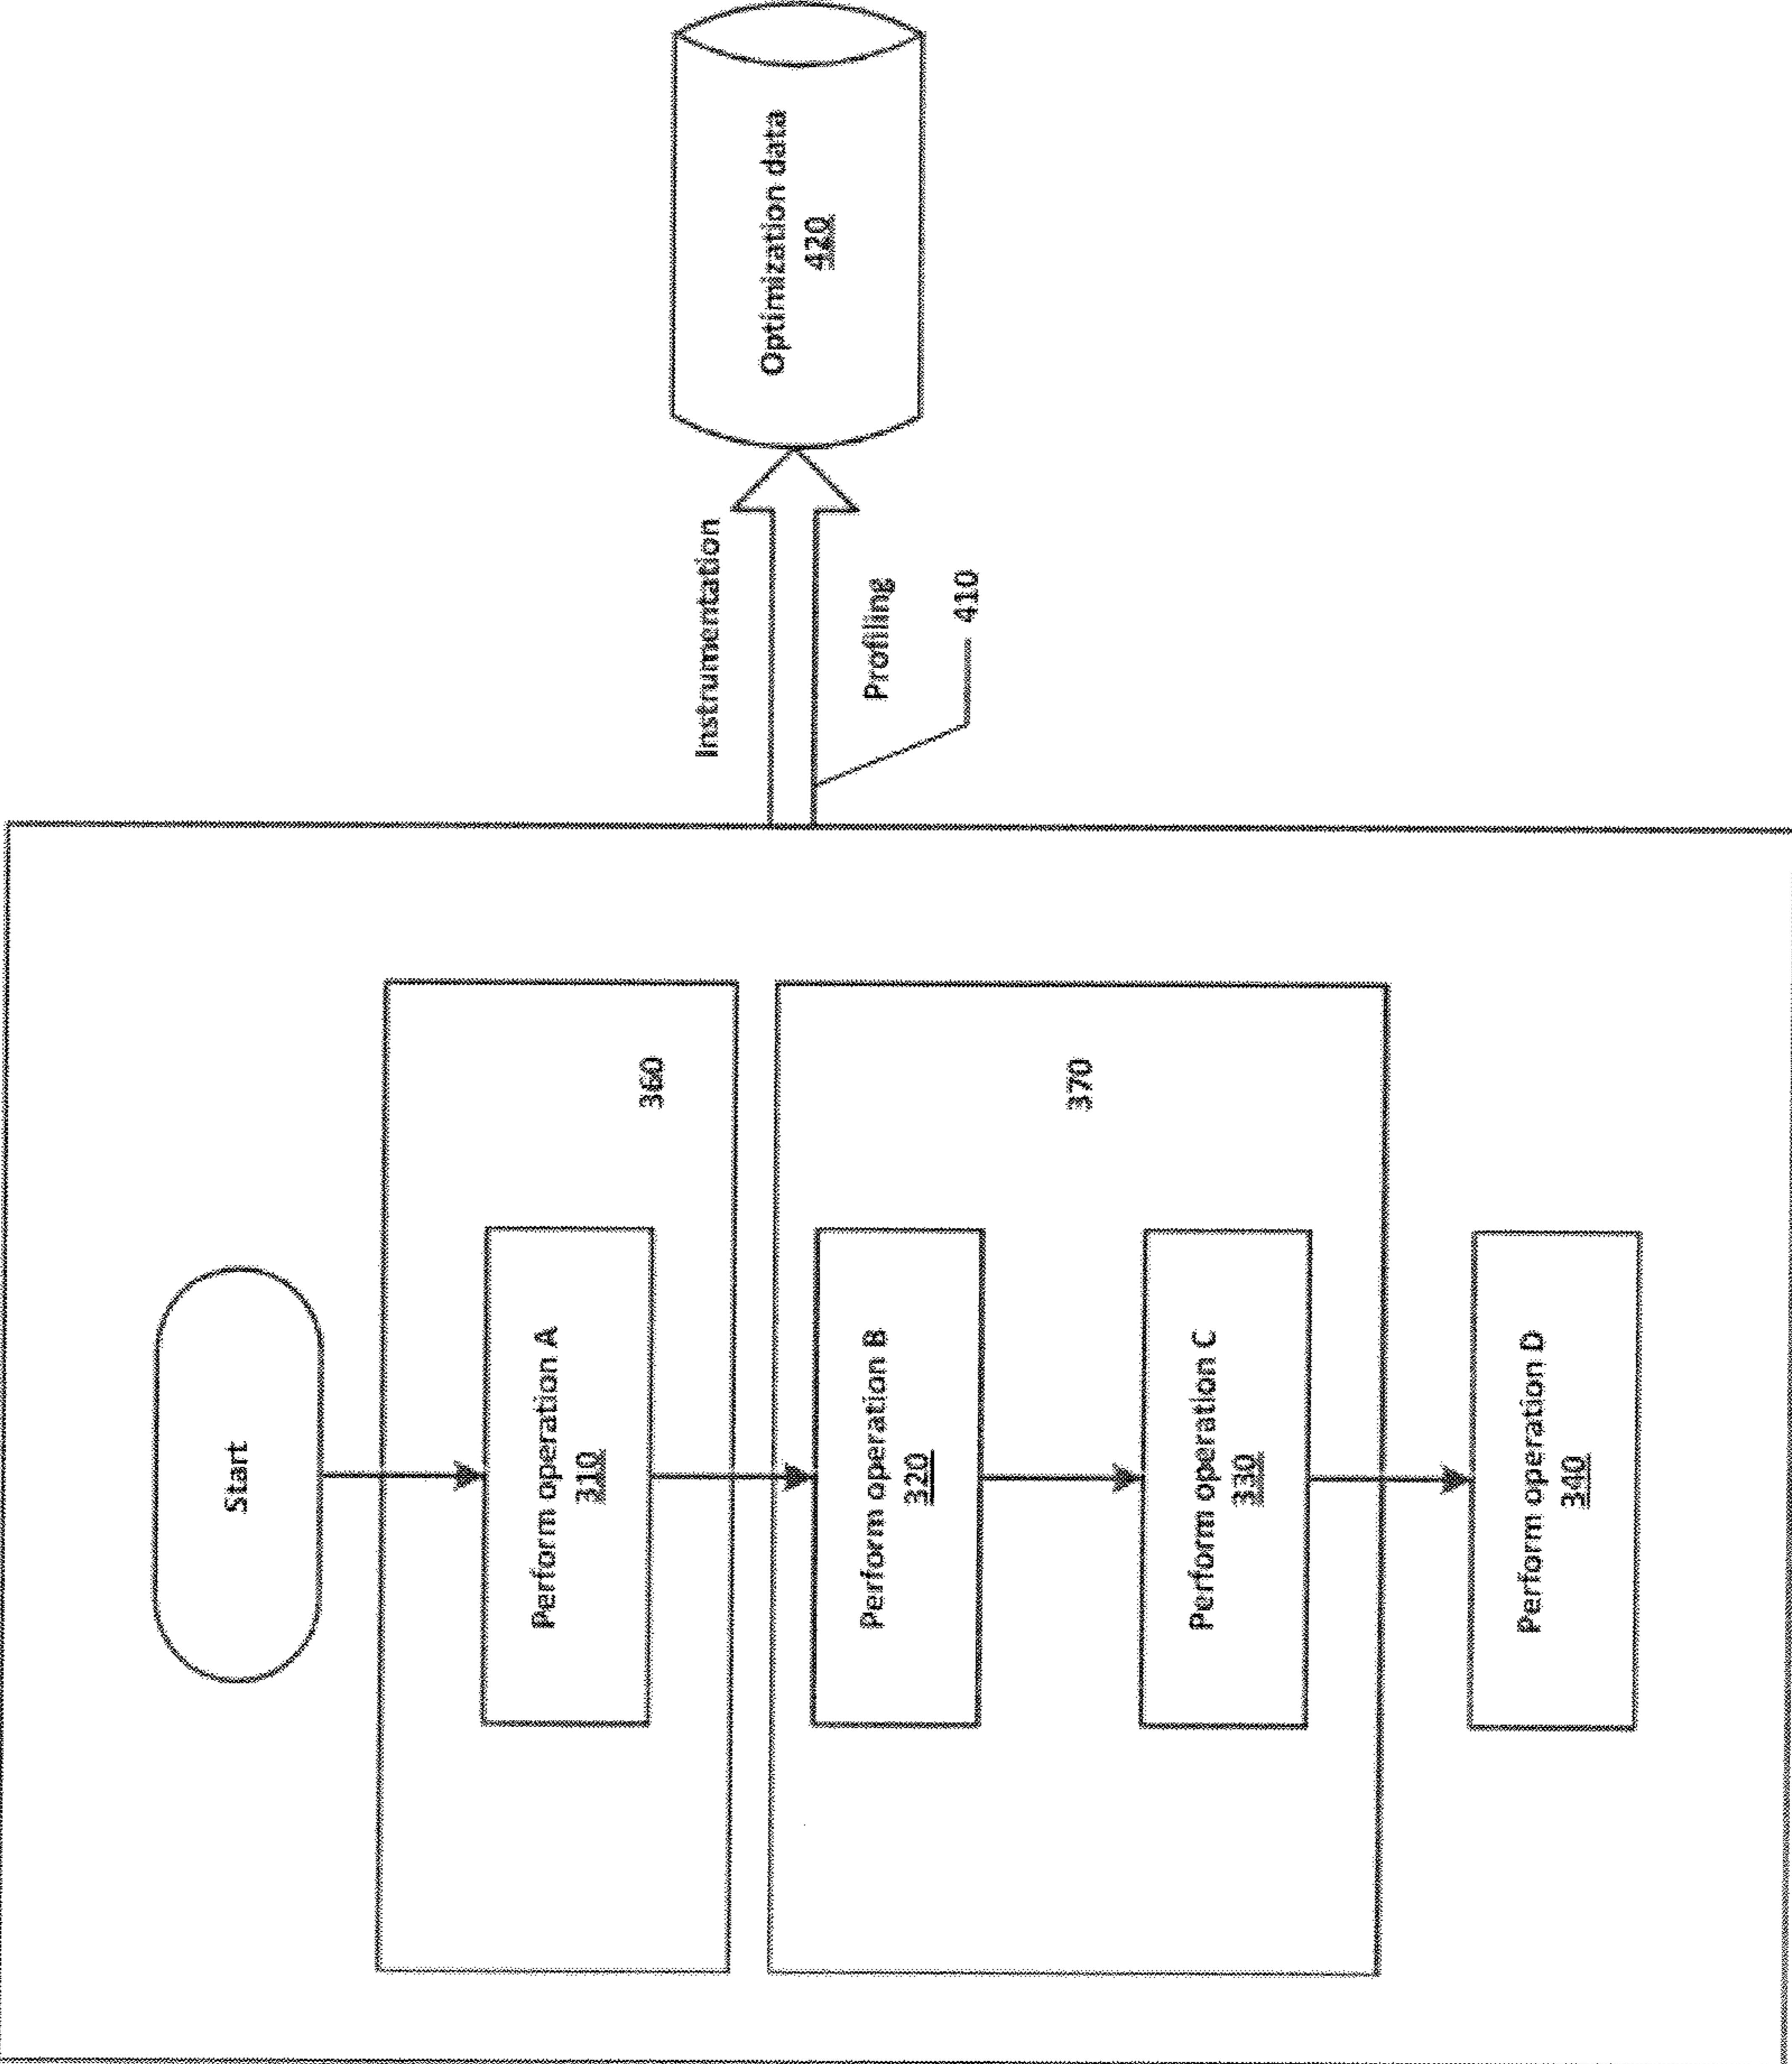 Start
Perform operation A
310
360
Perform operation B
320
370
Perform operation C
330
Perform operation D
340
Instrumentation
Profiling
410
Optimization data
420